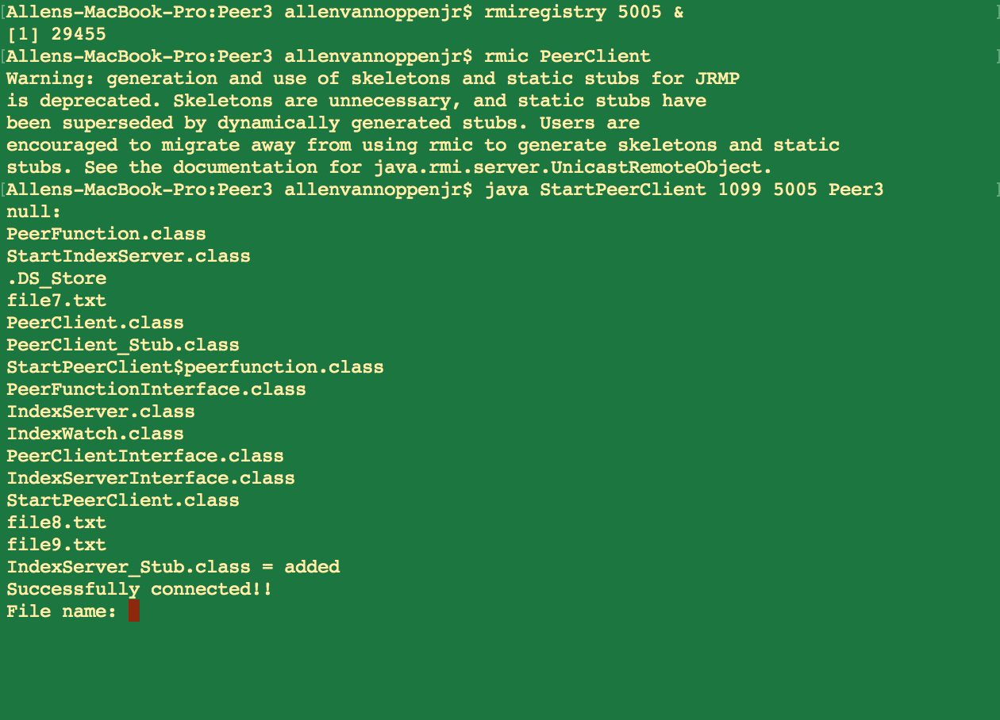 [Allens-MacBook-Pro:Peer3 allenvannoppenjr$ rmiregistry 5005 & ]
[1] 29455
[Allens-MacBook-Pro:Peer3 allenvannoppenjr$ rmic PeerClient
Warning: generation and use of skeletons and static stubs for JRMP
is deprecated. Skeletons are unnecessary, and static stubs have
been superseded by dynamically generated stubs. Users are
encouraged to migrate away from using rmic to generate skeletons and static
stubs. See the documentation for java.rmi.server.UnicastRemoteObject.
[Allens-MacBook-Pro:Peer3 allenvannoppenjr$ java StartPeerClient 1099 5005 Peer3 ]
null:
PeerFunction.class
StartIndexServer.class
.DS_Store
file7.txt
PeerClient.class
PeerClient_Stub.class
StartPeerClient$peerfunction.class
PeerFunctionInterface.class
IndexServer.class
IndexWatch.class
PeerClientInterface.class
IndexServerInterface.class
StartPeerClient.class
file8.txt
file9.txt
IndexServer_Stub.class = added
Successfully connected!!
File name: